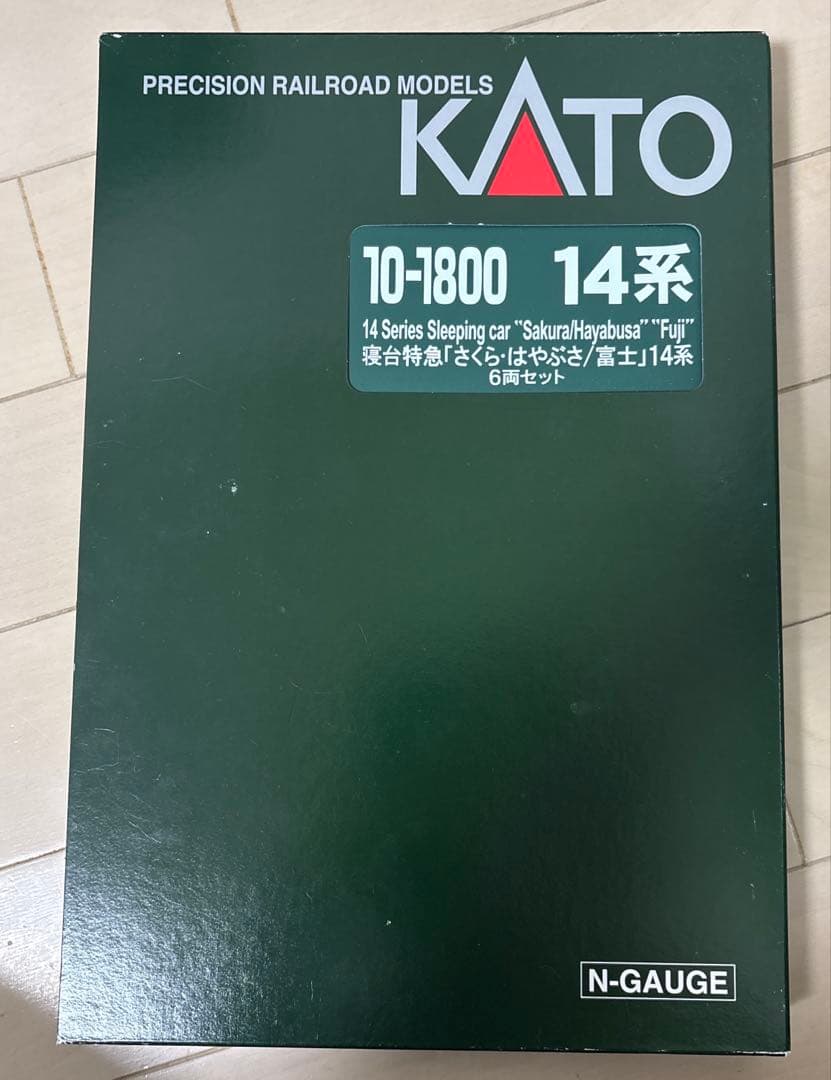 PRECISION RAILROAD MODELS
KATO
10-1800 14系
14 Series Sleeping car "Sakura/Hayabusa" "Fuji"
寝台特急「さくら・はやぶさ/富士」14系
6両セット
N-GAUGE